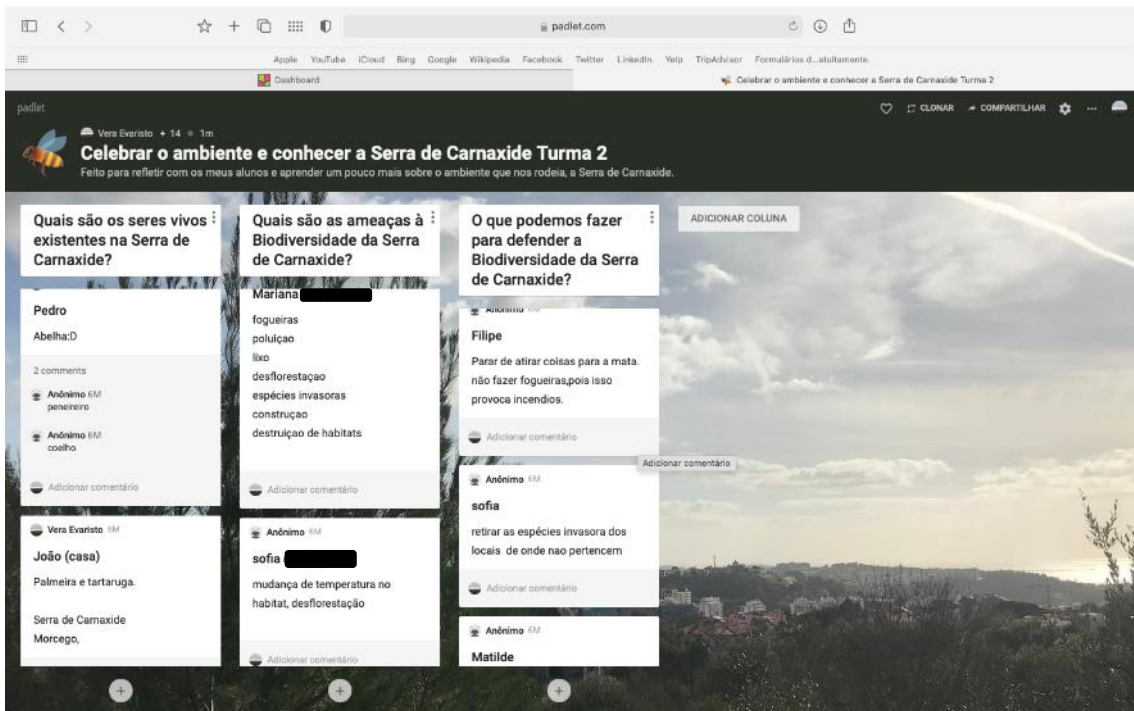 padlet.com
Apple YouTube iCloud Bing Google Wikipedia Facebook Twitter LinkedIn Yelp TripAdvisor Formulários d...atuitamente
Dashboard
Celebrar o ambiente e conhecer a Serra de Carnaxide Turma 2
padlet
CLONAR
COMPARTILHAR
Vera Evaristo + 14 1m
Celebrar o ambiente e conhecer a Serra de Carnaxide Turma 2
Feito para refletir com os meus alunos e aprender um pouco mais sobre o ambiente que nos rodeia, a Serra de Carnaxide.
Quais são os seres vivos
existentes na Serra de
Carnaxide?
Pedro
Abelha:D
2 comments
Anônimo 6M
peneireiro
Anônimo 6M
coelho
Adicionar comentário
Vera Evaristo 6M
João (casa)
Palmeira e tartaruga.
Serra de Carnaxide
Morcego,
Quais são as ameaças à
Biodiversidade da Serra
de Carnaxide?
Mariana
fogueiras
poluiçao
lixo
desflorestaçao
espécies invasoras
construçao
destruiçao de habitats
Adicionar comentário
Anônimo 6M
sofia
mudança de temperatura no
habitat, desflorestação
Adicionar comentário
O que podemos fazer
para defender a
Biodiversidade da Serra
de Carnaxide?
Anônimo 6M
Filipe
Parar de atirar coisas para a mata.
não fazer fogueiras,pois isso
provoca incendios.
Adicionar comentário
Adicionar comentário
Anônimo 6M
sofia
retirar as espécies invasora dos
locais de onde nao pertencem
Adicionar comentário
Anônimo 6M
Matilde
ADICIONAR COLUNA